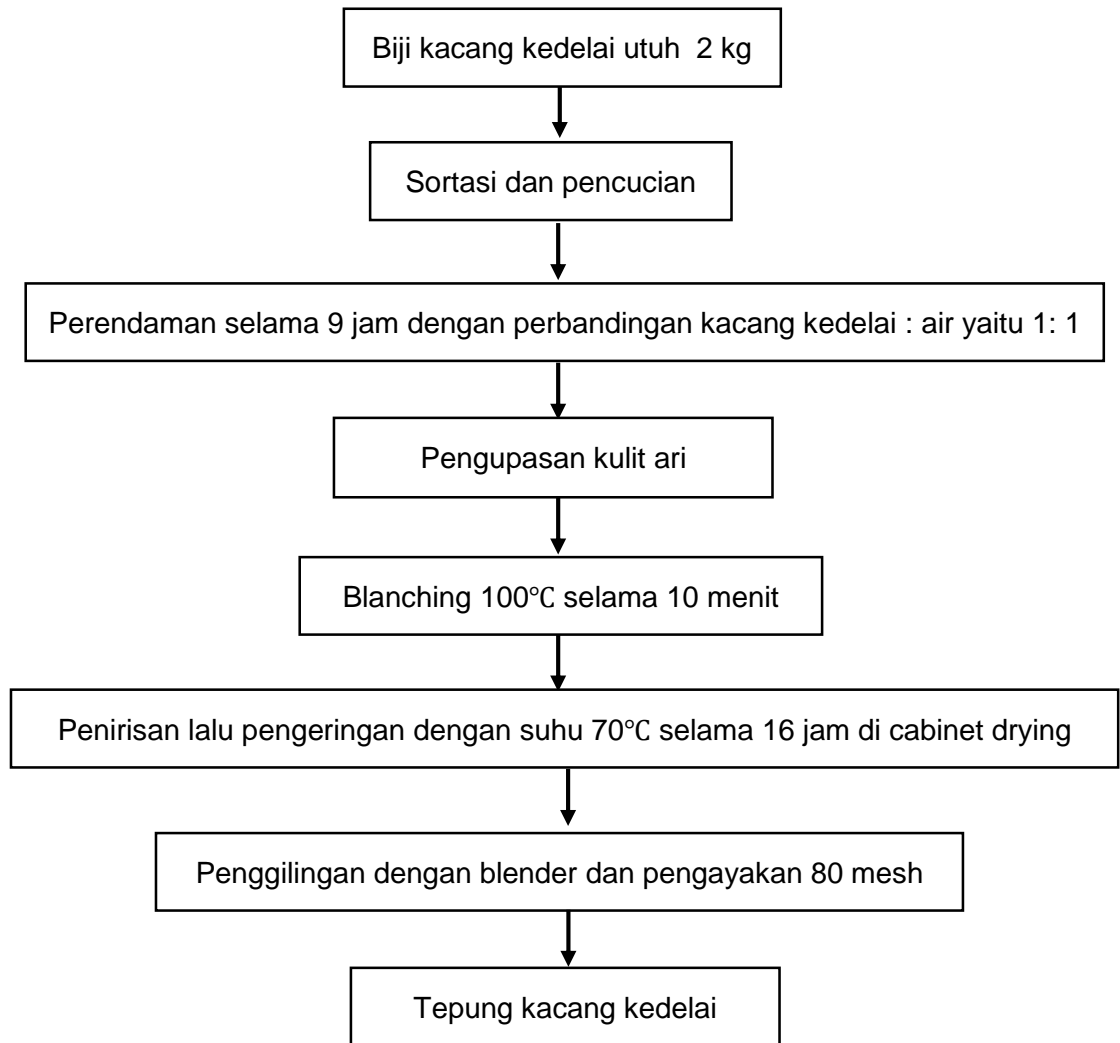 Biji kacang kedelai utuh  2 kg
Sortasi dan pencucian
Perendaman selama 9 jam dengan perbandingan kacang kedelai : air yaitu 1: 1
Pengupasan kulit ari
Blanching 100℃ selama 10 menit
Penirisan lalu pengeringan dengan suhu 70℃ selama 16 jam di cabinet drying
Penggilingan dengan blender dan pengayakan 80 mesh
Tepung kacang kedelai